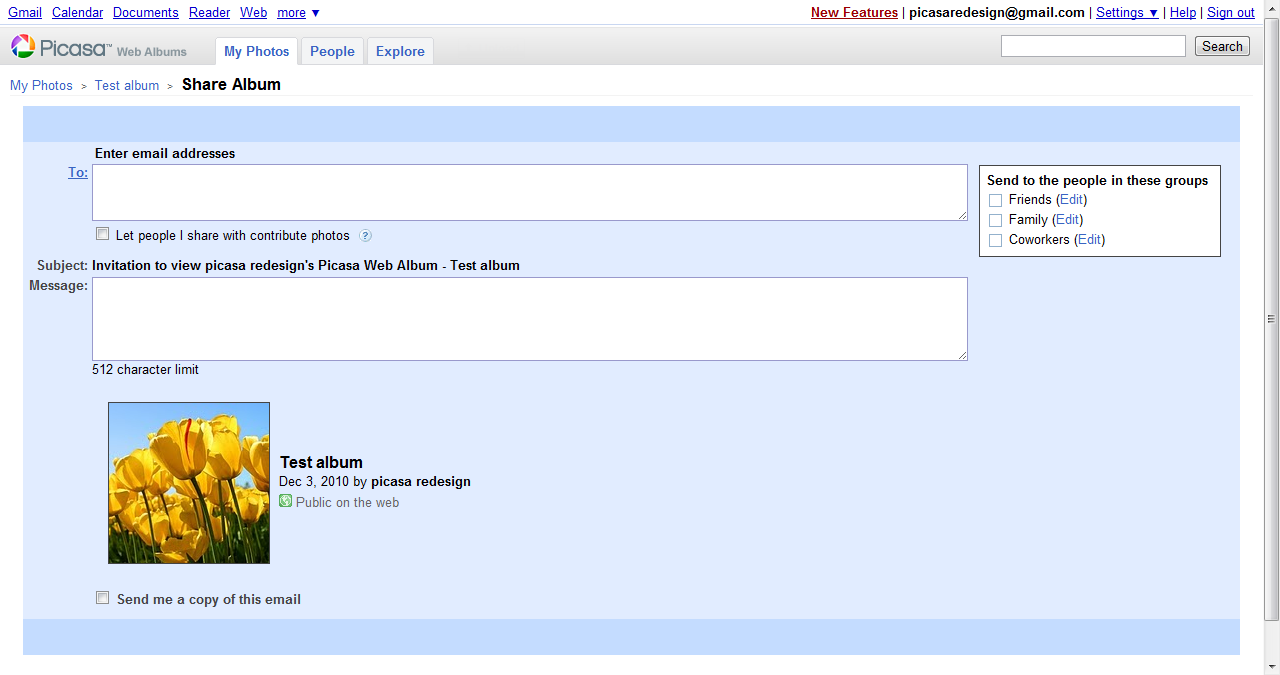 Gmail Calendar Documents Reader Web more ▼ New Features | picasaredesign@gmail.com | Settings ▼ | Help | Sign out
Picasa™ Web Albums My Photos People Explore Search
My Photos > Test album > Share Album
Enter email addresses
To:
Send to the people in these groups
Friends (Edit)
Family (Edit)
Coworkers (Edit)
Let people I share with contribute photos ?
Subject: Invitation to view picasa redesign's Picasa Web Album - Test album
Message:
512 character limit
Test album
Dec 3, 2010 by picasa redesign
Public on the web
Send me a copy of this email